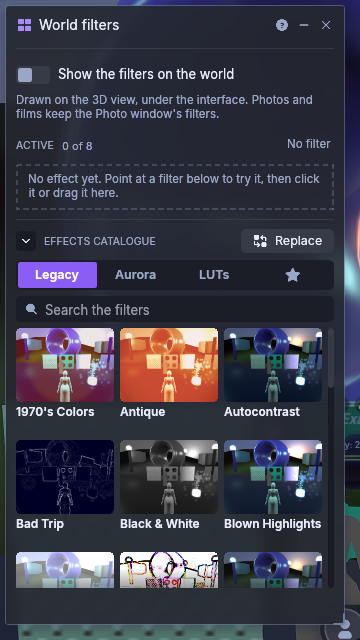 World filters
Show the filters on the world
Drawn on the 3D view, under the interface. Photos and
films keep the Photo window's filters.
ACTIVE 0 of 8 No filter
No effect yet. Point at a filter below to try it, then click
it or drag it here.
EFFECTS CATALOGUE Replace
Legacy Aurora LUTs
Search the filters
1970's Colors Antique Autocontrast
Bad Trip Black & White Blown Highlights